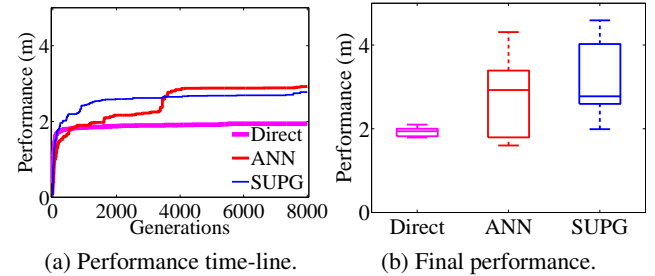 Performance (m)
4
2
0
Direct
ANN
SUPG
0 2000 4000 6000 8000
Generations
(a) Performance time-line.
Performance (m)
4
2
0
Direct ANN SUPG
(b) Final performance.